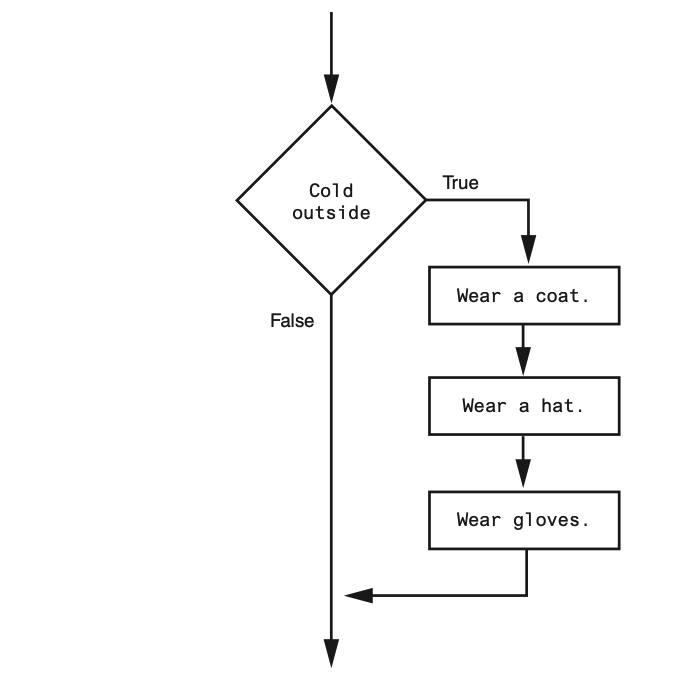 Cold
outside
True
False
Wear a coat.
Wear a hat.
Wear gloves.